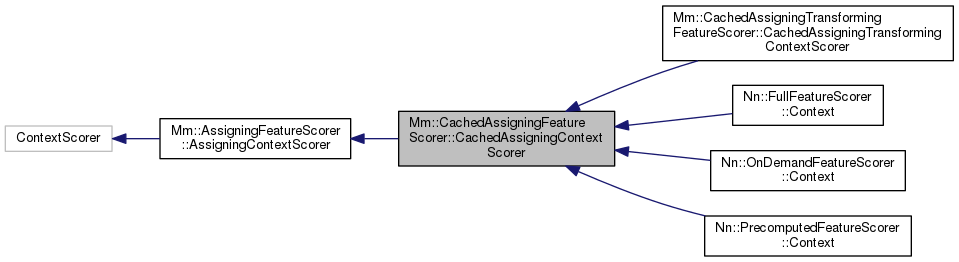 ContextScorer
Mm::AssigningFeatureScorer
::AssigningContextScorer
Mm::CachedAssigningFeature
Scorer::CachedAssigningContext
Scorer
Mm::CachedAssigningTransforming
FeatureScorer::CachedAssigningTransforming
ContextScorer
Nn::FullFeatureScorer
::Context
Nn::OnDemandFeatureScorer
::Context
Nn::PrecomputedFeatureScorer
::Context